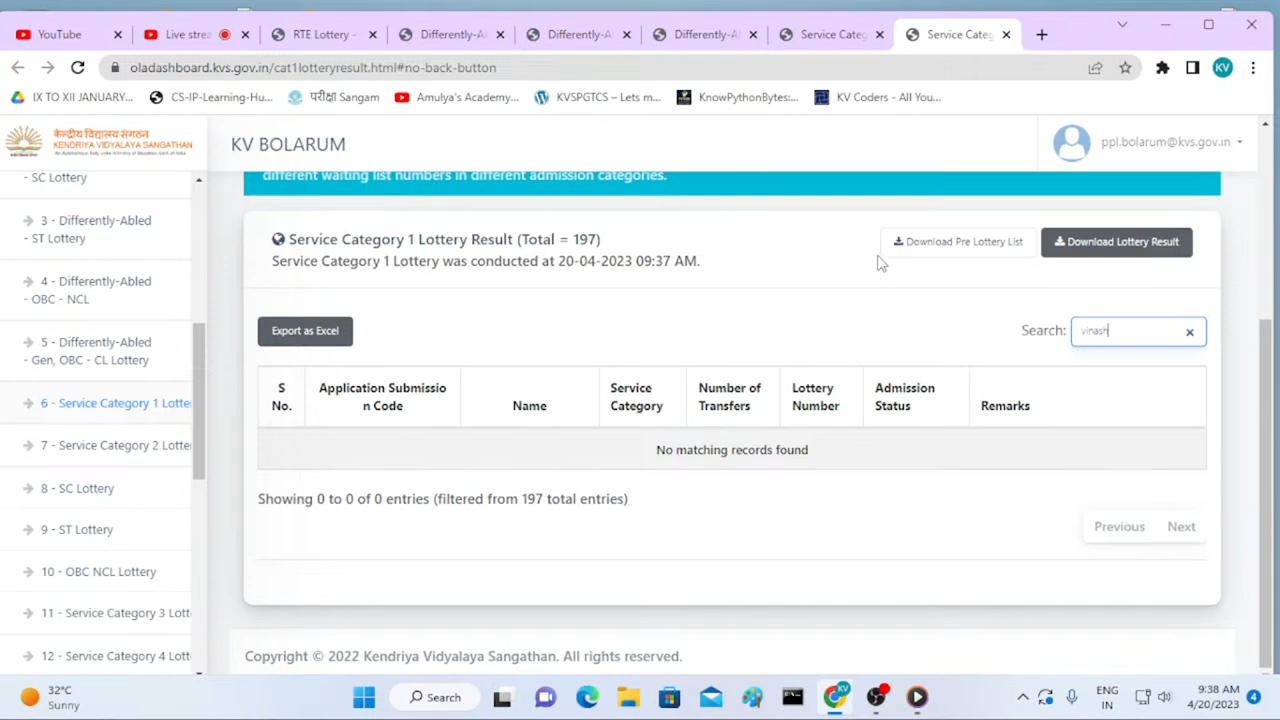 YouTube
Live strea
RTE Lottery -
Differently-A
Differently-A
Differently-A
Service Categ
Service Categ
oladashboard.kvs.gov.in/cat1lotteryresult.html#no-back-button
KV
IX TO XII JANUARY...
CS-IP-Learning-Hu...
परीक्षा Sangam
Amulya's Academy...
KVSPGTCS – Lets m...
KnowPythonBytes:...
KV Coders - All You...
केन्द्रीय विद्यालय संगठन
KENDRIYA VIDYALAYA SANGATHAN
KV BOLARUM
ppl.bolarum@kvs.gov.in
SC Lottery
3 - Differently-Abled
- ST Lottery
4 - Differently-Abled
- OBC - NCL
5 - Differently-Abled
- Gen, OBC - CL Lottery
6 - Service Category 1 Lotte
7 - Service Category 2 Lotte
8 - SC Lottery
9 - ST Lottery
10 - OBC NCL Lottery
11 - Service Category 3 Lott
12 - Service Category 4 Lott
different waiting list numbers in different admission categories.
Service Category 1 Lottery Result (Total = 197)
Service Category 1 Lottery was conducted at 20-04-2023 09:37 AM.
Download Pre Lottery List
Download Lottery Result
Export as Excel
Search: vinash
S No.
Application Submissio
n Code
Name
Service Category
Number of Transfers
Lottery Number
Admission Status
Remarks
No matching records found
Showing 0 to 0 of 0 entries (filtered from 197 total entries)
Previous Next
Copyright © 2022 Kendriya Vidyalaya Sangathan. All rights reserved.
32°C
Sunny
Search
KV
ENG
IN
9:38 AM
4/20/2023
4